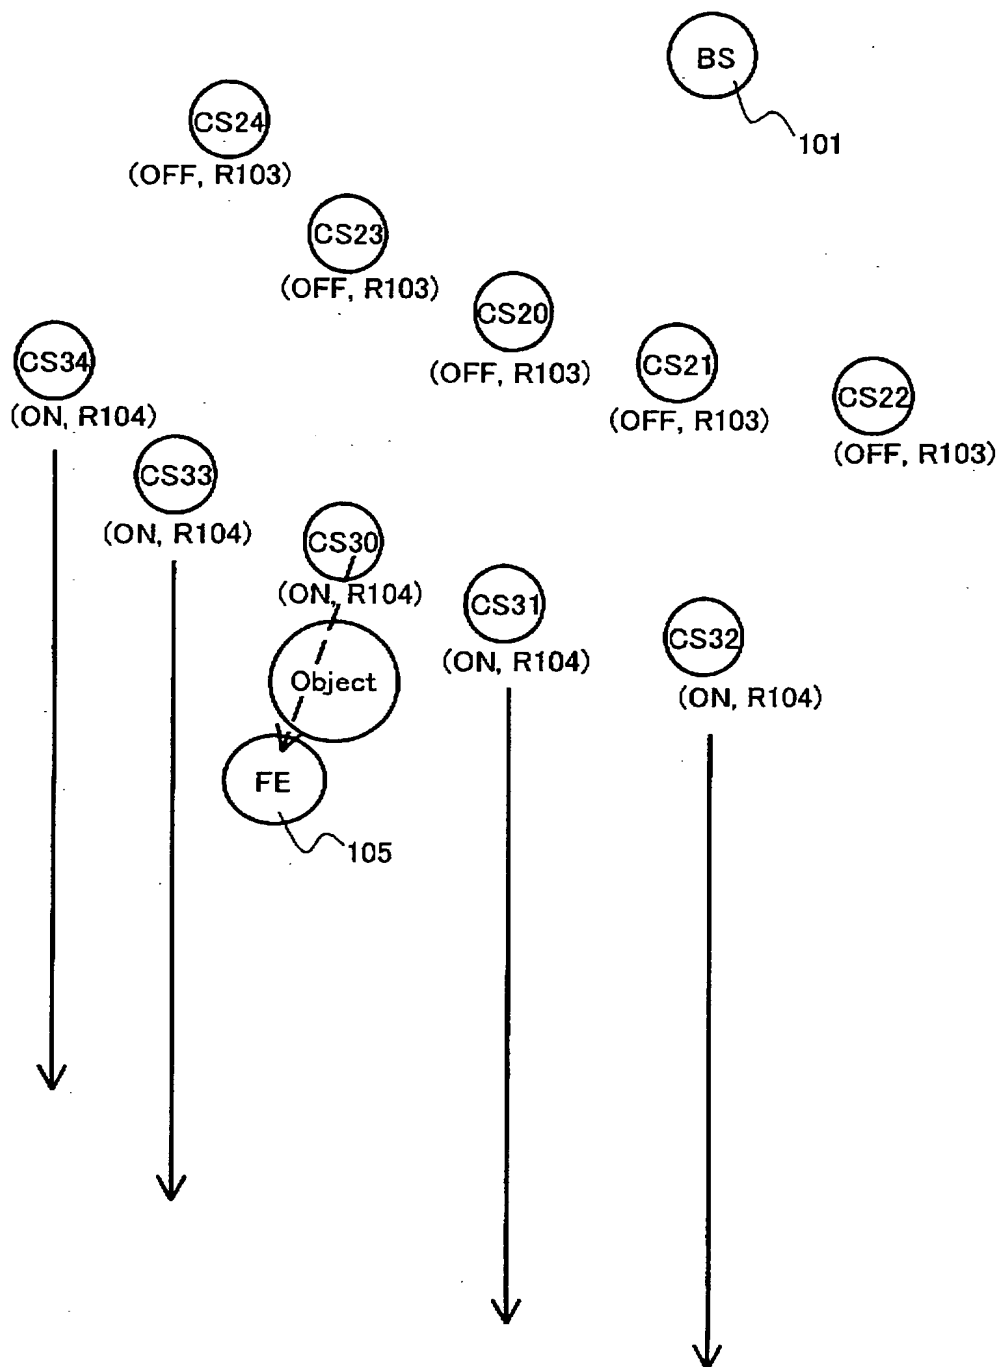 BS
101
CS24
(OFF, R103)
CS23
(OFF, R103)
CS20
(OFF, R103)
CS21
(OFF, R103)
CS22
(OFF, R103)
CS34
(ON, R104)
CS33
(ON, R104)
CS30
(ON, R104)
CS31
(ON, R104)
CS32
(ON, R104)
Object
FE
105